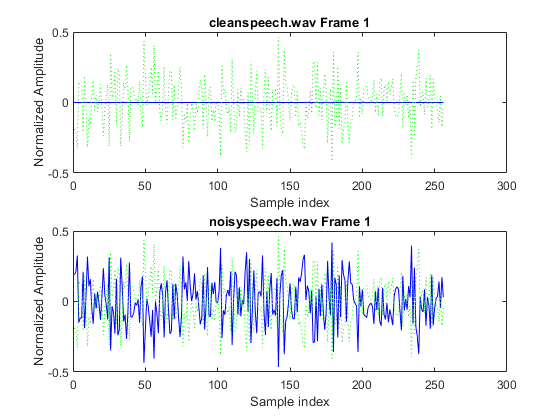 cleanspeech.wav Frame 1
0.5
0
-0.5
Normalized Amplitude
0 50 100 150 200 250 300
Sample index
noisyspeech.wav Frame 1
0.5
0
-0.5
Normalized Amplitude
0 50 100 150 200 250 300
Sample index